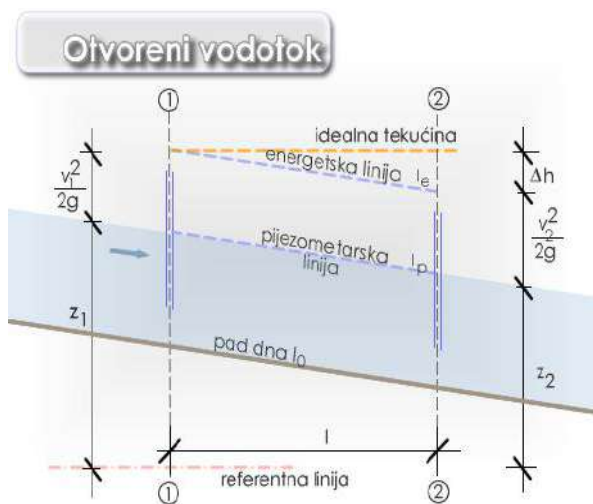 Otvoreni vodotok
① ②
idealna tekućina
energetska linija Iₑ
Δh
v₁²
2g
v₂²
2g
pijezometarska
linija
Iₚ
z₁
pad dna I₀
z₂
l
referentna linija
① ②